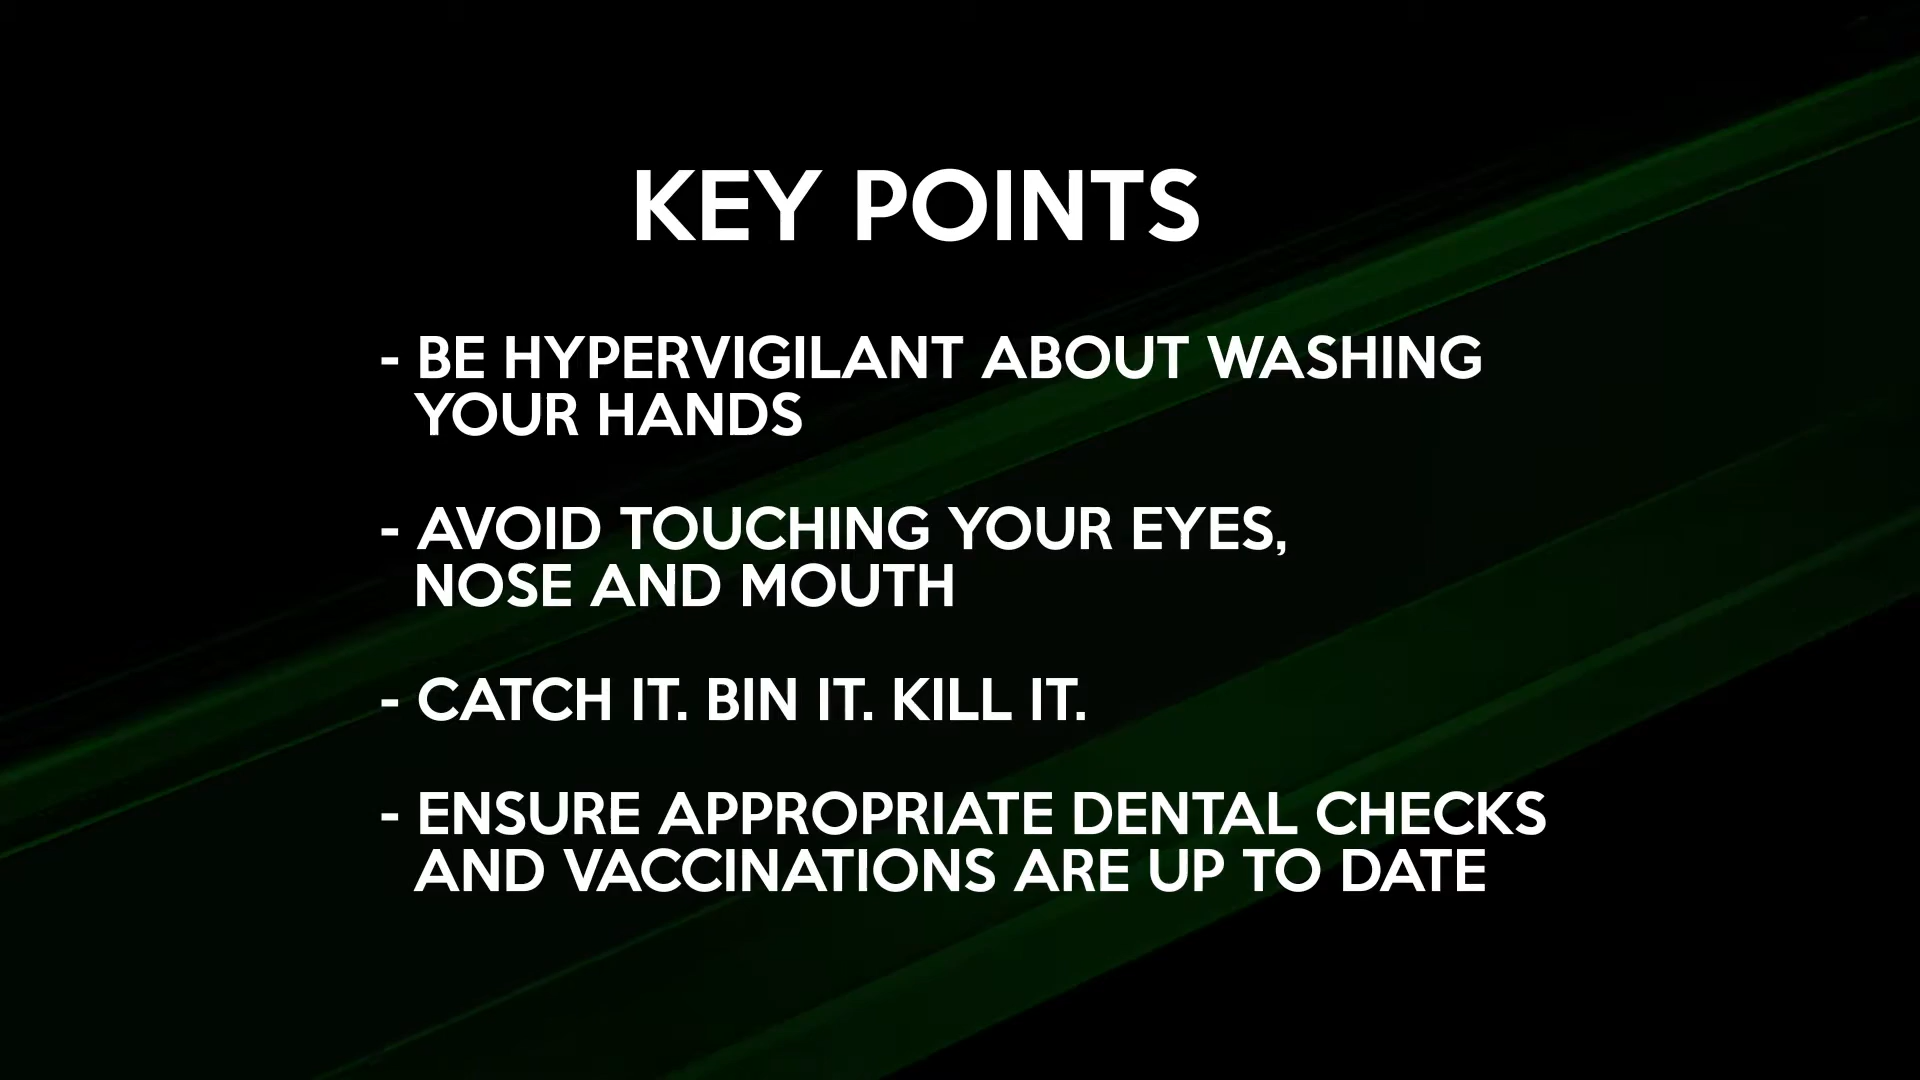 KEY POINTS
- BE HYPERVIGILANT ABOUT WASHING
YOUR HANDS
- AVOID TOUCHING YOUR EYES,
NOSE AND MOUTH
- CATCH IT. BIN IT. KILL IT.
- ENSURE APPROPRIATE DENTAL CHECKS
AND VACCINATIONS ARE UP TO DATE